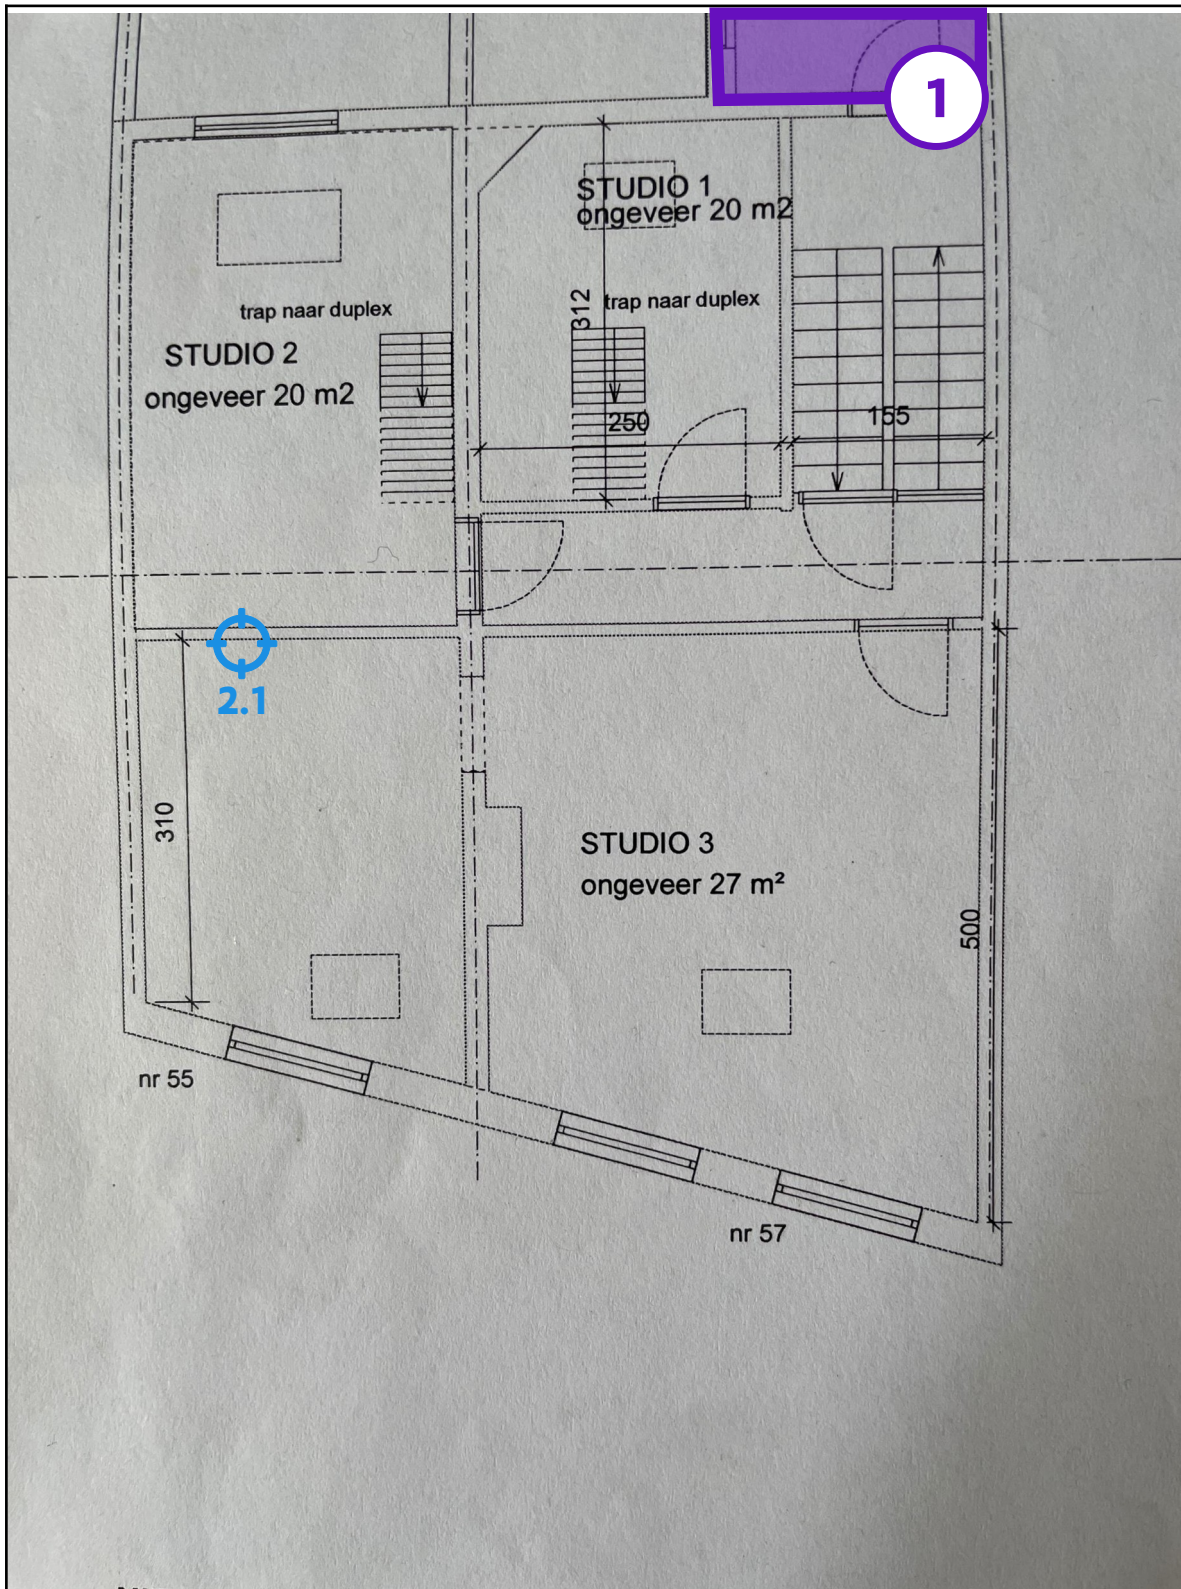 1
STUDIO 1
ongeveer 20 m2
trap naar duplex
312
trap naar duplex
STUDIO 2
ongeveer 20 m2
250
155
2.1
310
STUDIO 3
ongeveer 27 m²
500
nr 55
nr 57